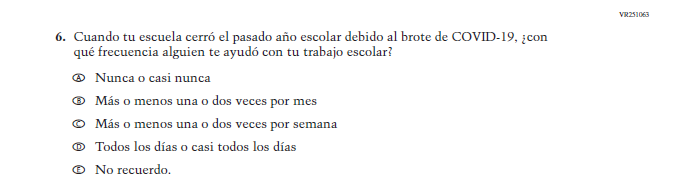 VR251063
6. Cuando tu escuela cerró el pasado año escolar debido al brote de COVID-19, ¿con
qué frecuencia alguien te ayudó con tu trabajo escolar?
A Nunca o casi nunca
B Más o menos una o dos veces por mes
C Más o menos una o dos veces por semana
D Todos los días o casi todos los días
E No recuerdo.